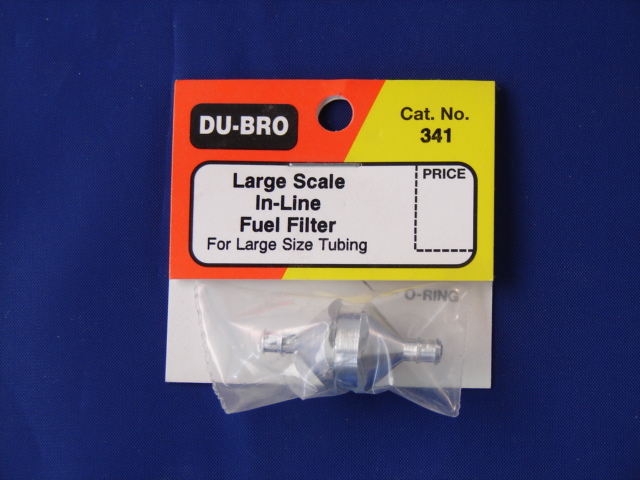 DU-BRO
Cat. No.
341
Large Scale
In-Line
Fuel Filter
For Large Size Tubing
PRICE
O-RING